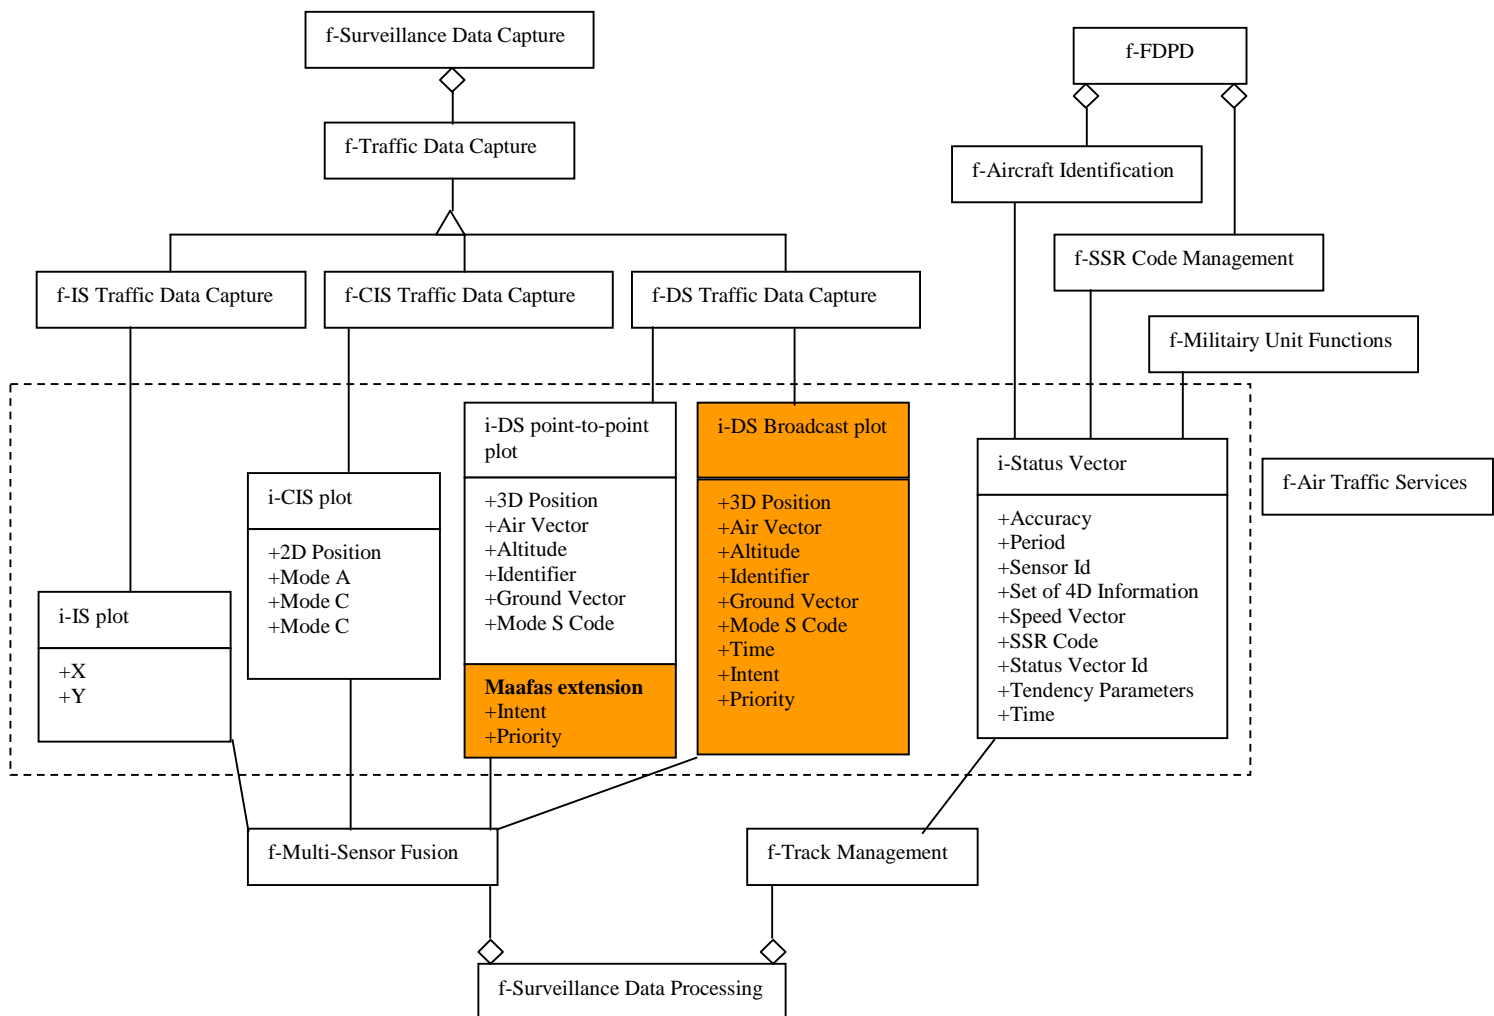 f-Surveillance Data Capture
f-FDPD
f-Traffic Data Capture
f-Aircraft Identification
f-SSR Code Management
f-IS Traffic Data Capture
f-CIS Traffic Data Capture
f-DS Traffic Data Capture
f-Militairy Unit Functions
i-DS point-to-point
plot
+3D Position
+Air Vector
+Altitude
+Identifier
+Ground Vector
+Mode S Code
Maafas extension
+Intent
+Priority
i-DS Broadcast plot
+3D Position
+Air Vector
+Altitude
+Identifier
+Ground Vector
+Mode S Code
+Time
+Intent
+Priority
i-Status Vector
+Accuracy
+Period
+Sensor Id
+Set of 4D Information
+Speed Vector
+SSR Code
+Status Vector Id
+Tendency Parameters
+Time
f-Air Traffic Services
i-CIS plot
+2D Position
+Mode A
+Mode C
+Mode C
i-IS plot
+X
+Y
f-Multi-Sensor Fusion
f-Track Management
f-Surveillance Data Processing